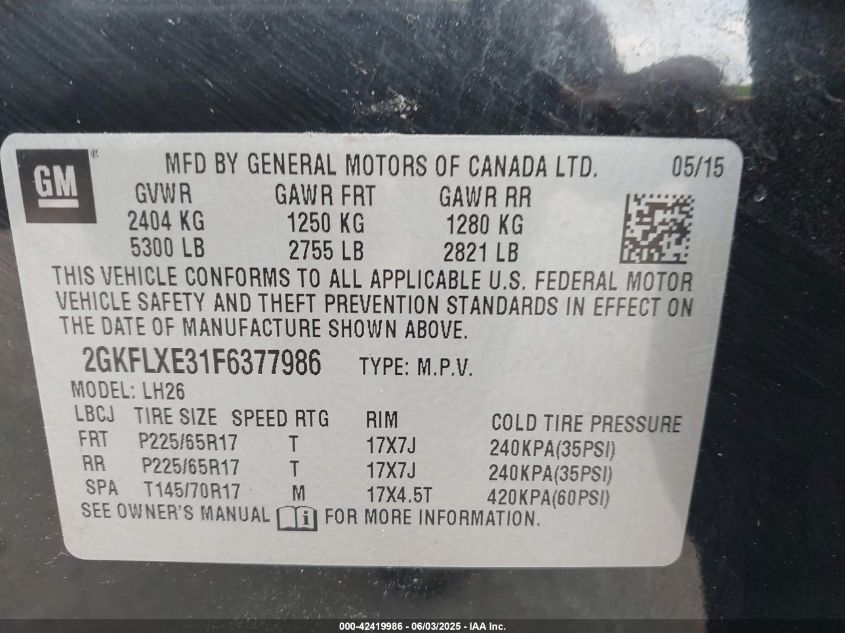 GM ®
MFD BY GENERAL MOTORS OF CANADA LTD. 05/15
GVWR GAWR FRT GAWR RR
2404 KG 1250 KG 1280 KG
5300 LB 2755 LB 2821 LB
THIS VEHICLE CONFORMS TO ALL APPLICABLE U.S. FEDERAL MOTOR
VEHICLE SAFETY AND THEFT PREVENTION STANDARDS IN EFFECT ON
THE DATE OF MANUFACTURE SHOWN ABOVE.
2GKFLXE31F6377986 TYPE: M.P.V.
MODEL: LH26
LBCJ TIRE SIZE SPEED RTG RIM COLD TIRE PRESSURE
FRT P225/65R17 T 17X7J 240KPA(35PSI)
RR P225/65R17 T 17X7J 240KPA(35PSI)
SPA T145/70R17 M 17X4.5T 420KPA(60PSI)
SEE OWNER'S MANUAL i FOR MORE INFORMATION.
000-42419986 - 06/03/2025 - IAA Inc.